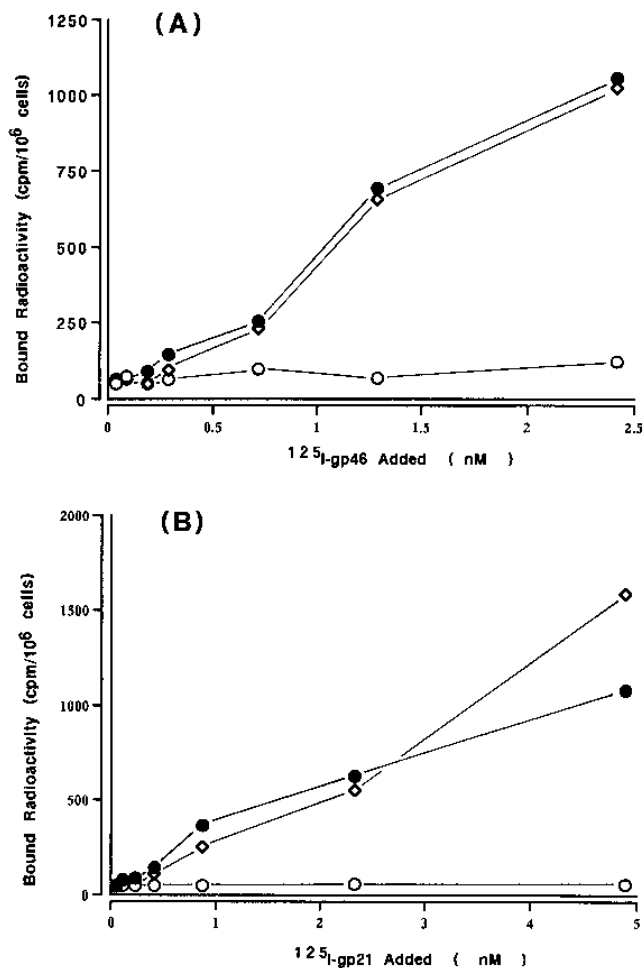 (A)
Bound Radioactivity (cpm/10⁶ cells)
1250
1000
750
500
250
0
0 0.5 1 1.5 2 2.5
¹²⁵I-gp46 Added ( nM )
(B)
Bound Radioactivity (cpm/10⁶ cells)
2000
1500
1000
500
0
0 1 2 3 4 5
¹²⁵I-gp21 Added ( nM )